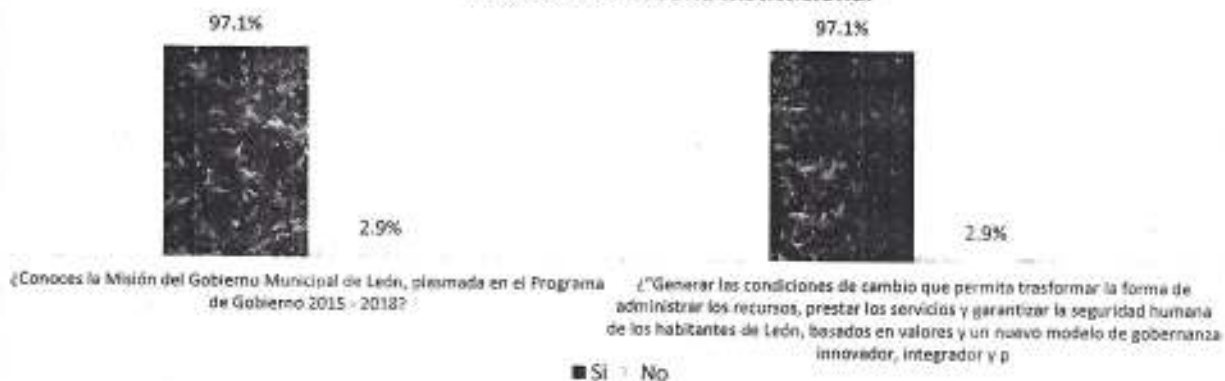 97.1%
97.1%
2.9%
2.9%
¿Conoces la Misión del Gobierno Municipal de León, plasmada en el Programa
de Gobierno 2015 - 2018?
¿"Generar las condiciones de cambio que permita trasformar la forma de
administrar los recursos, prestar los servicios y garantizar la seguridad humana
de los habitantes de León, basados en valores y un nuevo modelo de gobernanza
innovador, integrador y p
Si No